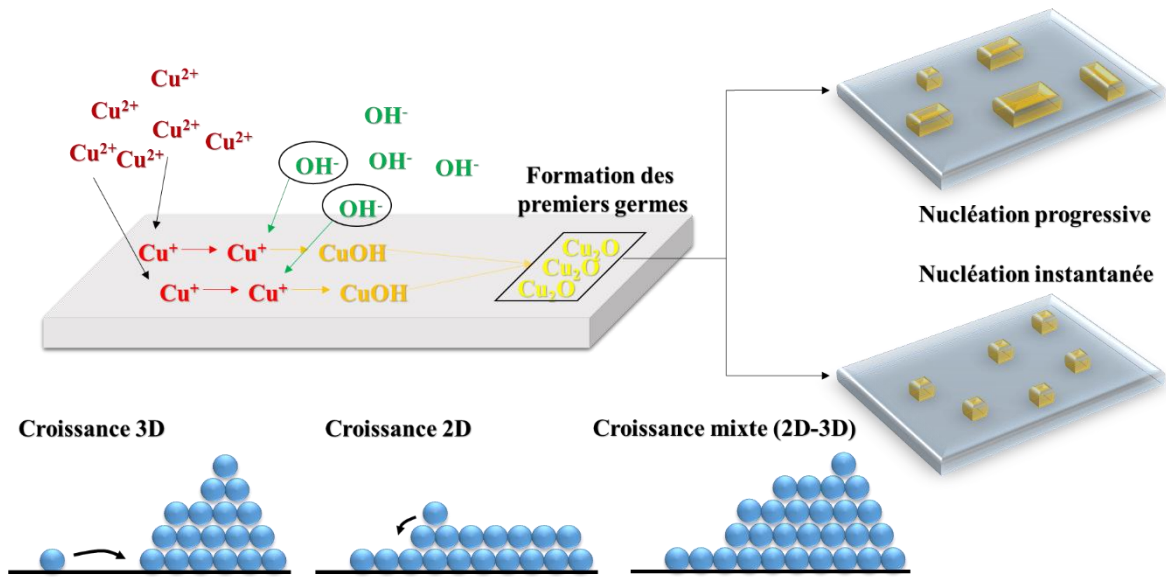 Cu²⁺
Cu²⁺
Cu²⁺
Cu²⁺Cu²⁺
Cu²⁺
OH⁻
OH⁻
OH⁻
OH⁻
OH⁻
Formation des
premiers germes
Cu⁺ Cu⁺ CuOH
Cu⁺ Cu⁺ CuOH
Cu₂O
Cu₂O
Cu₂O
Nucléation progressive
Nucléation instantanée
Croissance 3D
Croissance 2D
Croissance mixte (2D-3D)